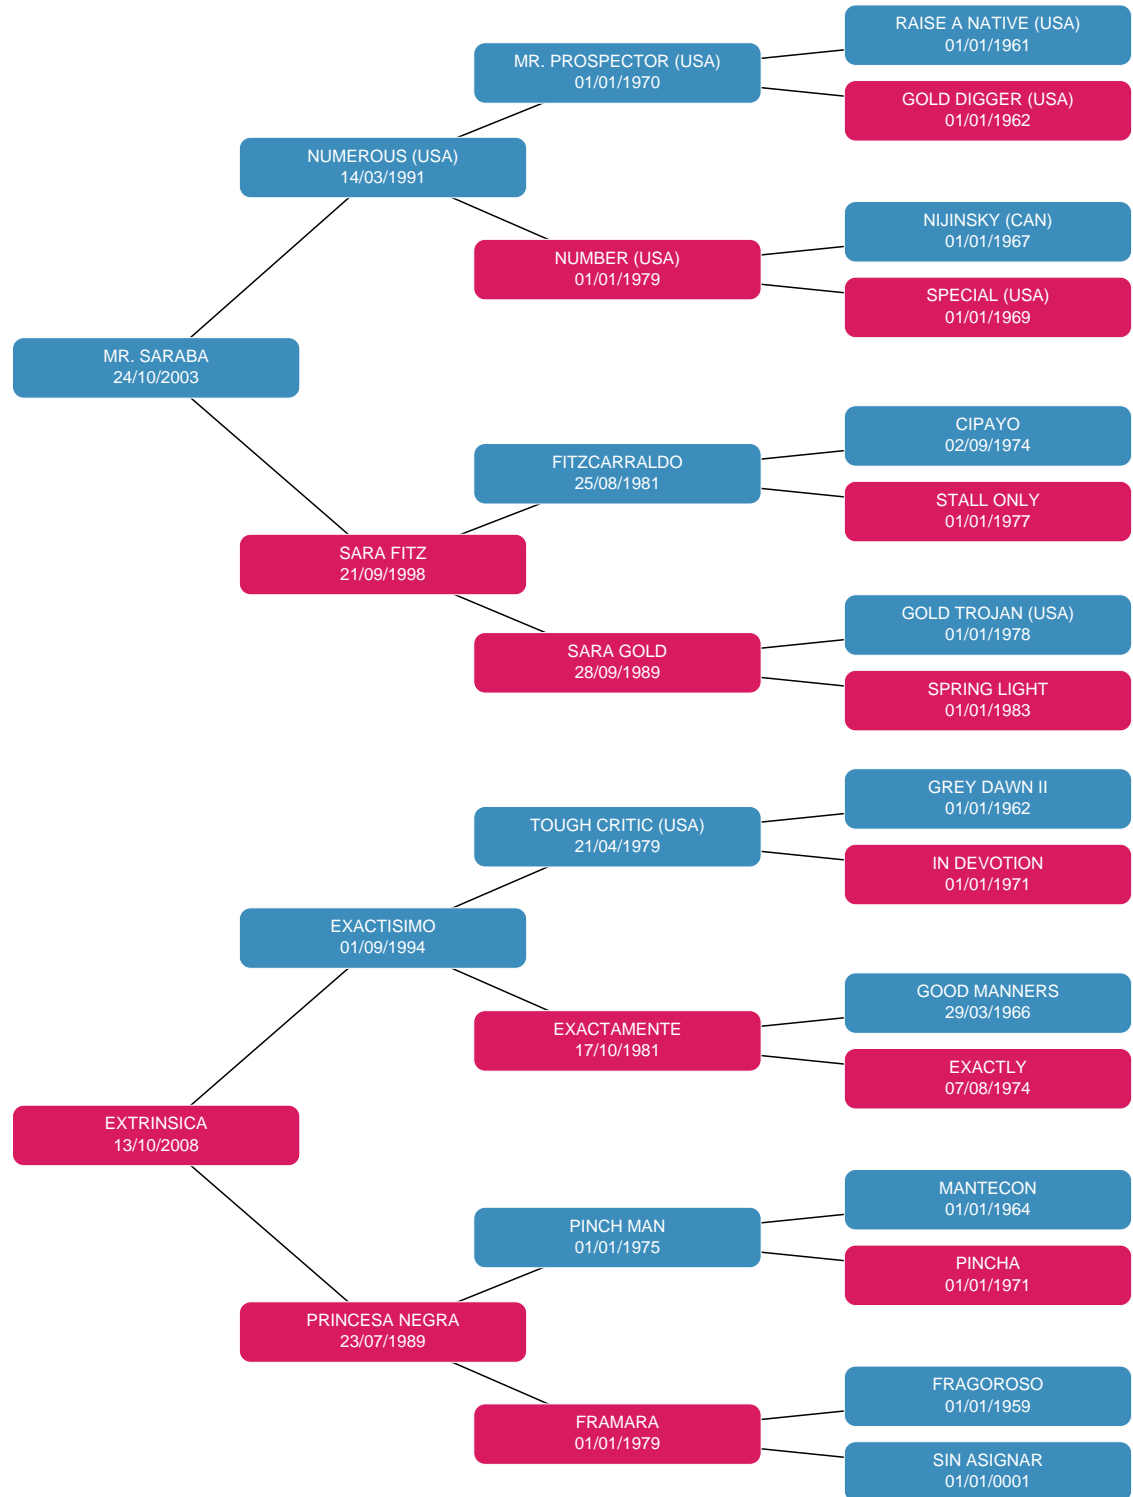 RAISE A NATIVE (USA)
01/01/1961
MR. PROSPECTOR (USA)
01/01/1970
GOLD DIGGER (USA)
01/01/1962
NUMEROUS (USA)
14/03/1991
NIJINSKY (CAN)
01/01/1967
NUMBER (USA)
01/01/1979
SPECIAL (USA)
01/01/1969
MR. SARABA
24/10/2003
CIPAYO
02/09/1974
FITZCARRALDO
25/08/1981
STALL ONLY
01/01/1977
SARA FITZ
21/09/1998
GOLD TROJAN (USA)
01/01/1978
SARA GOLD
28/09/1989
SPRING LIGHT
01/01/1983
GREY DAWN II
01/01/1962
TOUGH CRITIC (USA)
21/04/1979
IN DEVOTION
01/01/1971
EXACTISIMO
01/09/1994
GOOD MANNERS
29/03/1966
EXACTAMENTE
17/10/1981
EXACTLY
07/08/1974
EXTRINSICA
13/10/2008
MANTECON
01/01/1964
PINCH MAN
01/01/1975
PINCHA
01/01/1971
PRINCESA NEGRA
23/07/1989
FRAGOROSO
01/01/1959
FRAMARA
01/01/1979
SIN ASIGNAR
01/01/0001